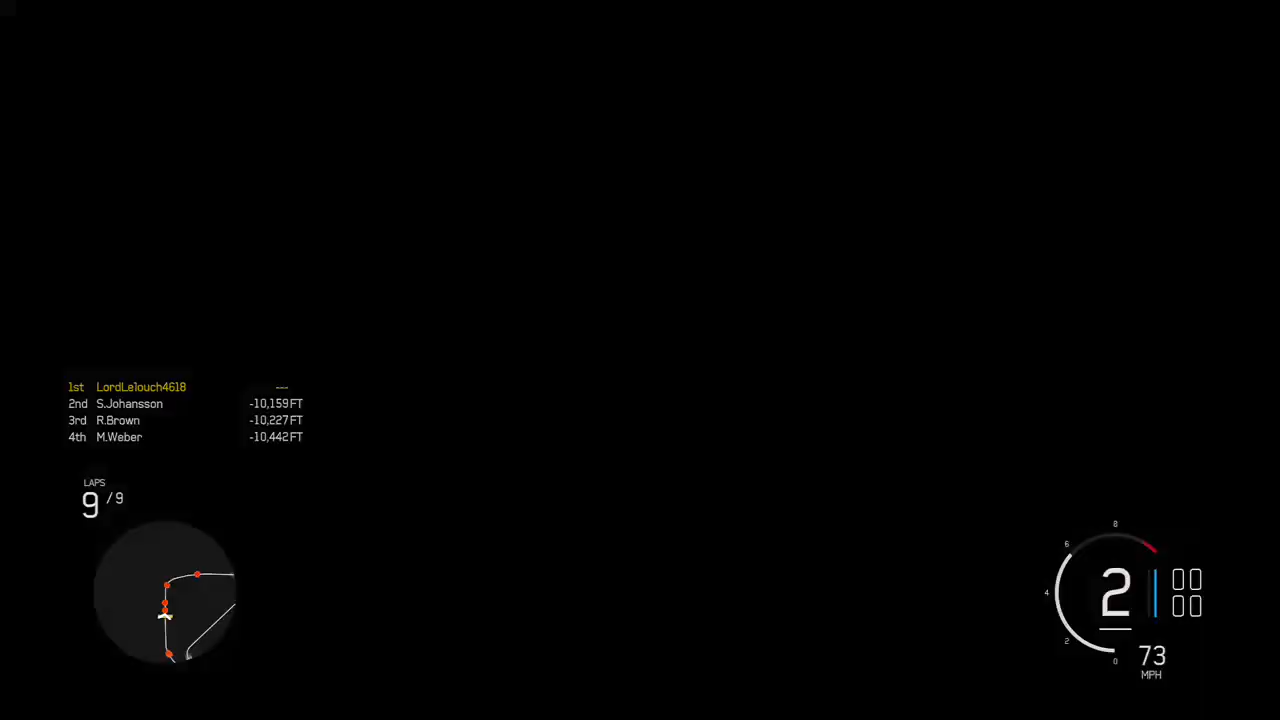 1st LordLelouch4618 ---
2nd S.Johansson -10,159FT
3rd R.Brown -10,227FT
4th M.Weber -10,442FT
LAPS
9 / 9
8
6
4
2
0
2
73
MPH